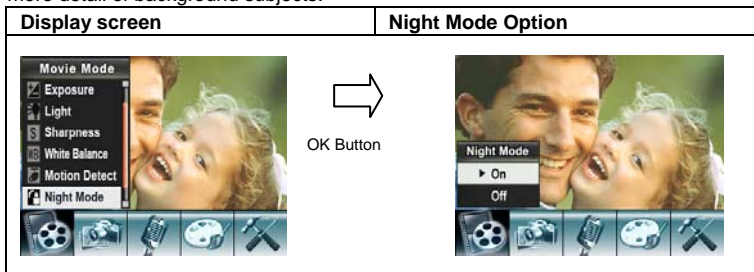 more detail of background subjects.
Display screen
Night Mode Option
Movie Mode
Exposure
Light
S Sharpness
WB White Balance
Motion Detect
Night Mode
OK Button
Night Mode
On
Off